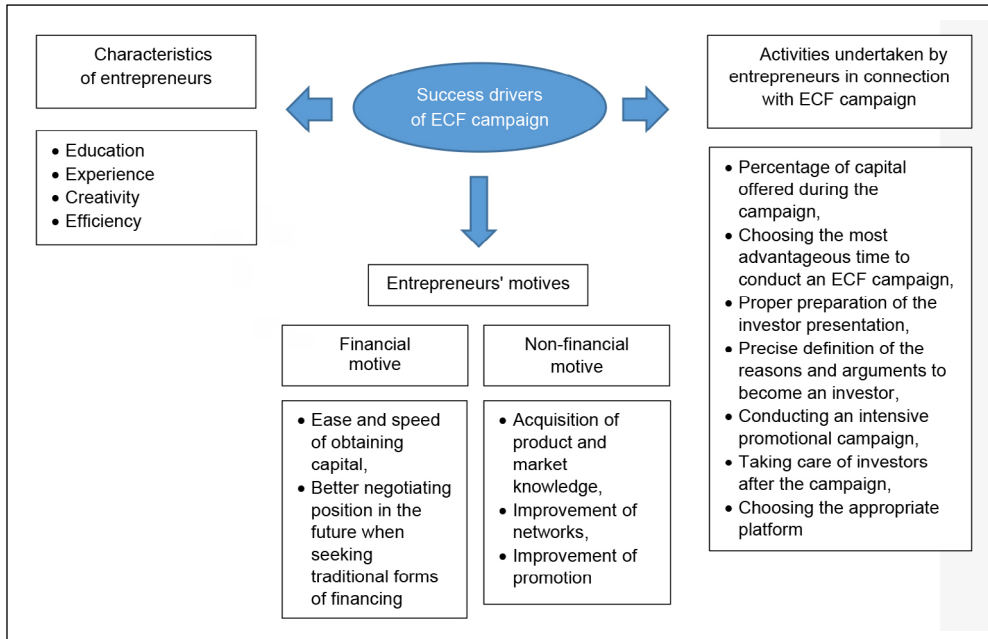 Characteristics
of entrepreneurs
• Education
• Experience
• Creativity
• Efficiency
Success drivers
of ECF campaign
Entrepreneurs' motives
Financial
motive
• Ease and speed
of obtaining
capital,
• Better negotiating
position in the
future when
seeking
traditional forms
of financing
Non-financial
motive
• Acquisition of
product and
market
knowledge,
• Improvement of
networks,
• Improvement of
promotion
Activities undertaken by
entrepreneurs in connection
with ECF campaign
• Percentage of capital
offered during the
campaign,
• Choosing the most
advantageous time to
conduct an ECF campaign,
• Proper preparation of the
investor presentation,
• Precise definition of the
reasons and arguments to
become an investor,
• Conducting an intensive
promotional campaign,
• Taking care of investors
after the campaign,
• Choosing the appropriate
platform